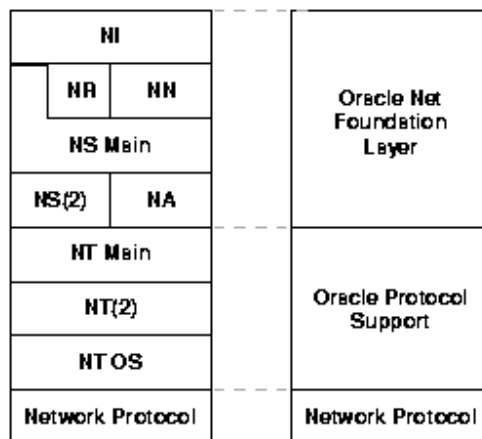 NI
NR NN
NS Main
NS(2) NA
NT Main
NT(2)
NT OS
Network Protocol
Oracle Net
Foundation
Layer
Oracle Protocol
Support
Network Protocol